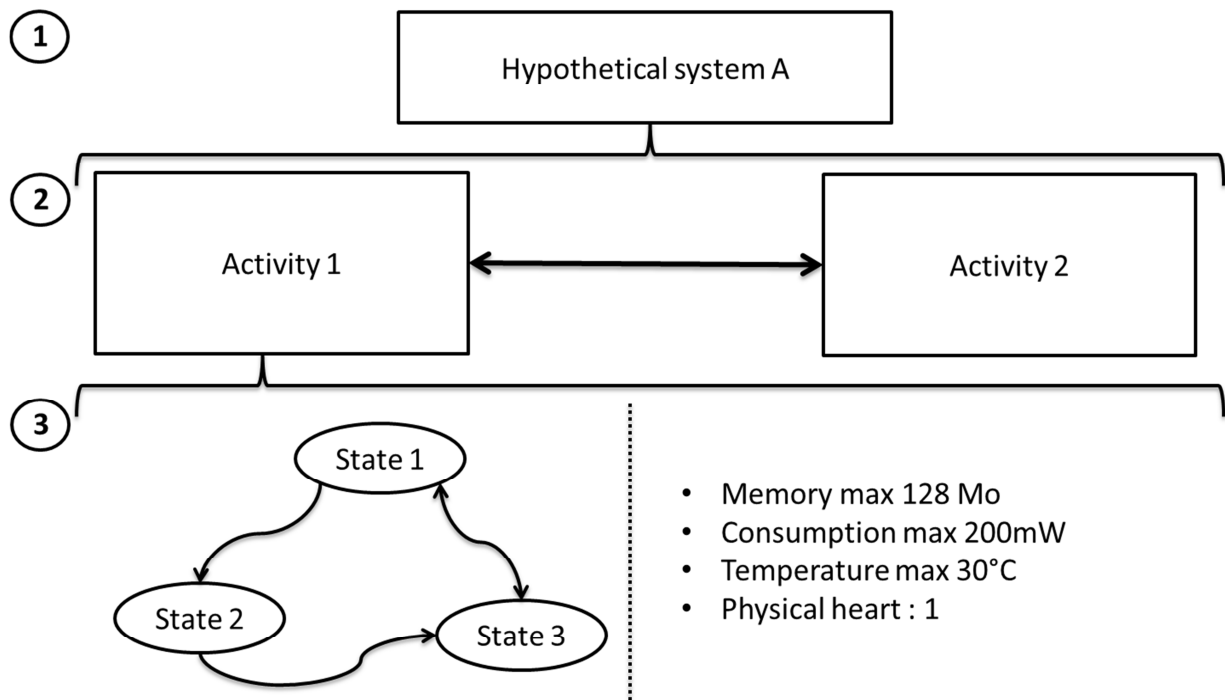 1
Hypothetical system A
2
Activity 1
Activity 2
3
State 1
State 2
State 3
• Memory max 128 Mo
• Consumption max 200mW
• Temperature max 30°C
• Physical heart : 1